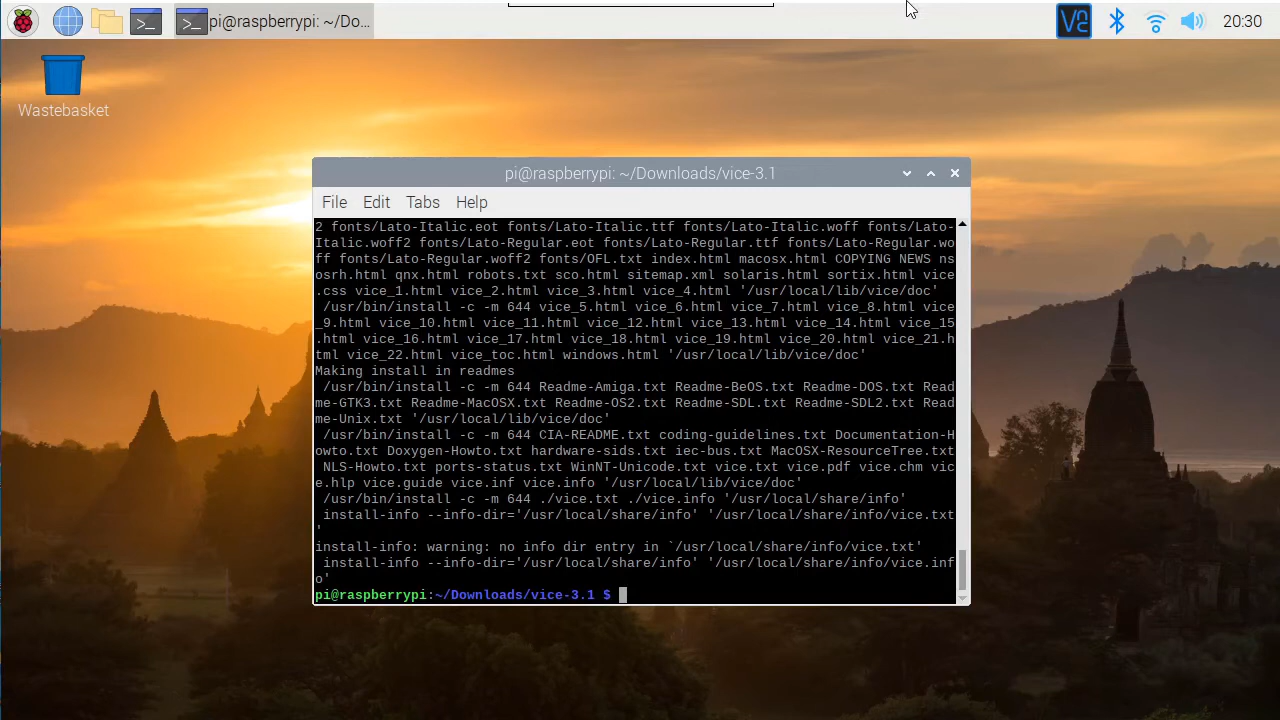 pi@raspberrypi: ~/Do...
20:30
Wastebasket
pi@raspberrypi: ~/Downloads/vice-3.1
File Edit Tabs Help
2 fonts/Lato-Italic.eot fonts/Lato-Italic.ttf fonts/Lato-Italic.woff fonts/Lato-
Italic.woff2 fonts/Lato-Regular.eot fonts/Lato-Regular.ttf fonts/Lato-Regular.wo
ff fonts/Lato-Regular.woff2 fonts/OFL.txt index.html macosx.html COPYING NEWS ns
osrh.html qnx.html robots.txt sco.html sitemap.xml solaris.html sortix.html vice
.css vice_1.html vice_2.html vice_3.html vice_4.html '/usr/local/lib/vice/doc'
/usr/bin/install -c -m 644 vice_5.html vice_6.html vice_7.html vice_8.html vice
_9.html vice_10.html vice_11.html vice_12.html vice_13.html vice_14.html vice_15
.html vice_16.html vice_17.html vice_18.html vice_19.html vice_20.html vice_21.h
tml vice_22.html vice_toc.html windows.html '/usr/local/lib/vice/doc'
Making install in readmes
/usr/bin/install -c -m 644 Readme-Amiga.txt Readme-BeOS.txt Readme-DOS.txt Read
me-GTK3.txt Readme-MacOSX.txt Readme-OS2.txt Readme-SDL.txt Readme-SDL2.txt Read
me-Unix.txt '/usr/local/lib/vice/doc'
/usr/bin/install -c -m 644 CIA-README.txt coding-guidelines.txt Documentation-H
owto.txt Doxygen-Howto.txt hardware-sids.txt iec-bus.txt MacOSX-ResourceTree.txt
NLS-Howto.txt ports-status.txt WinNT-Unicode.txt vice.txt vice.pdf vice.chm vic
e.hlp vice.guide vice.inf vice.info '/usr/local/lib/vice/doc'
/usr/bin/install -c -m 644 ./vice.txt ./vice.info '/usr/local/share/info'
install-info --info-dir='/usr/local/share/info' '/usr/local/share/info/vice.txt
'
install-info: warning: no info dir entry in `/usr/local/share/info/vice.txt'
install-info --info-dir='/usr/local/share/info' '/usr/local/share/info/vice.inf
o'
pi@raspberrypi:~/Downloads/vice-3.1 $